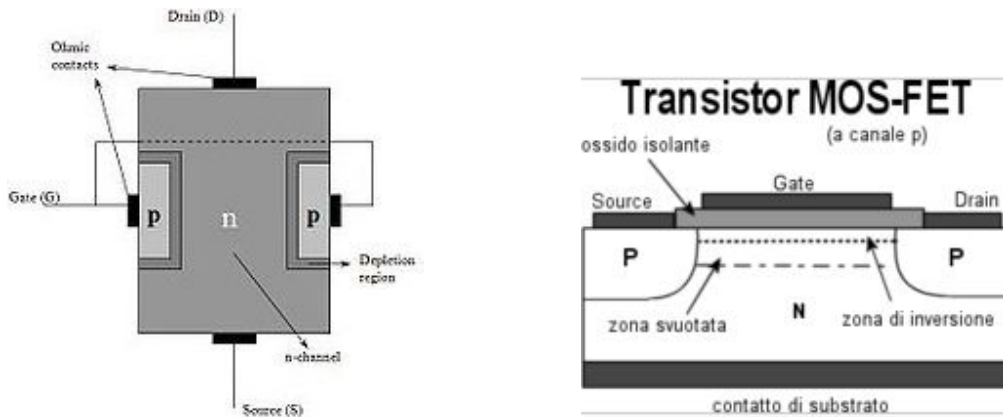 Drain (D)
Ohmic
contacts
Gate (G)
p
n
p
Depletion
region
n-channel
Source (S)
Transistor MOS-FET
(a canale p)
ossido isolante
Gate
Source
Drain
P
P
zona svuotata
N
zona di inversione
contatto di substrato